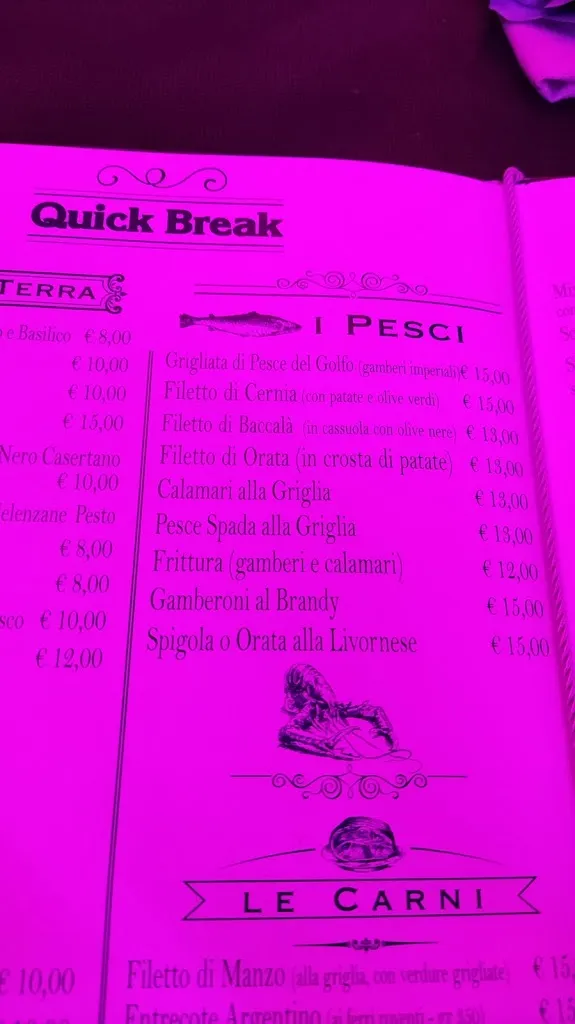 Quick Break
TERRA
e Basilico € 8,00
€ 10,00
€ 10,00
€ 15,00
Nero Casertano
€ 10,00
Pesto
€ 8,00
€ 8,00
€ 10,00
€ 12,00
€ 10,00
I PESCI
Grigliata di Pesce del Golfo (gamberi imperiali) € 15,00
Filetto di Cernia (con patate e olive verdi) € 15,00
Filetto di Baccalà (in cassuola con olive nere) € 13,00
Filetto di Orata (in crosta di patate) € 13,00
Calamari alla Griglia € 13,00
Pesce Spada alla Griglia € 13,00
Frittura (gamberi e calamari) € 12,00
Gamberoni al Brandy € 15,00
Spigola o Orata alla Livornese € 15,00
LE CARNI
Filetto di Manzo (alla griglia, con verdure grigliate) € 15,
Entrecote Argentino (ai ferri